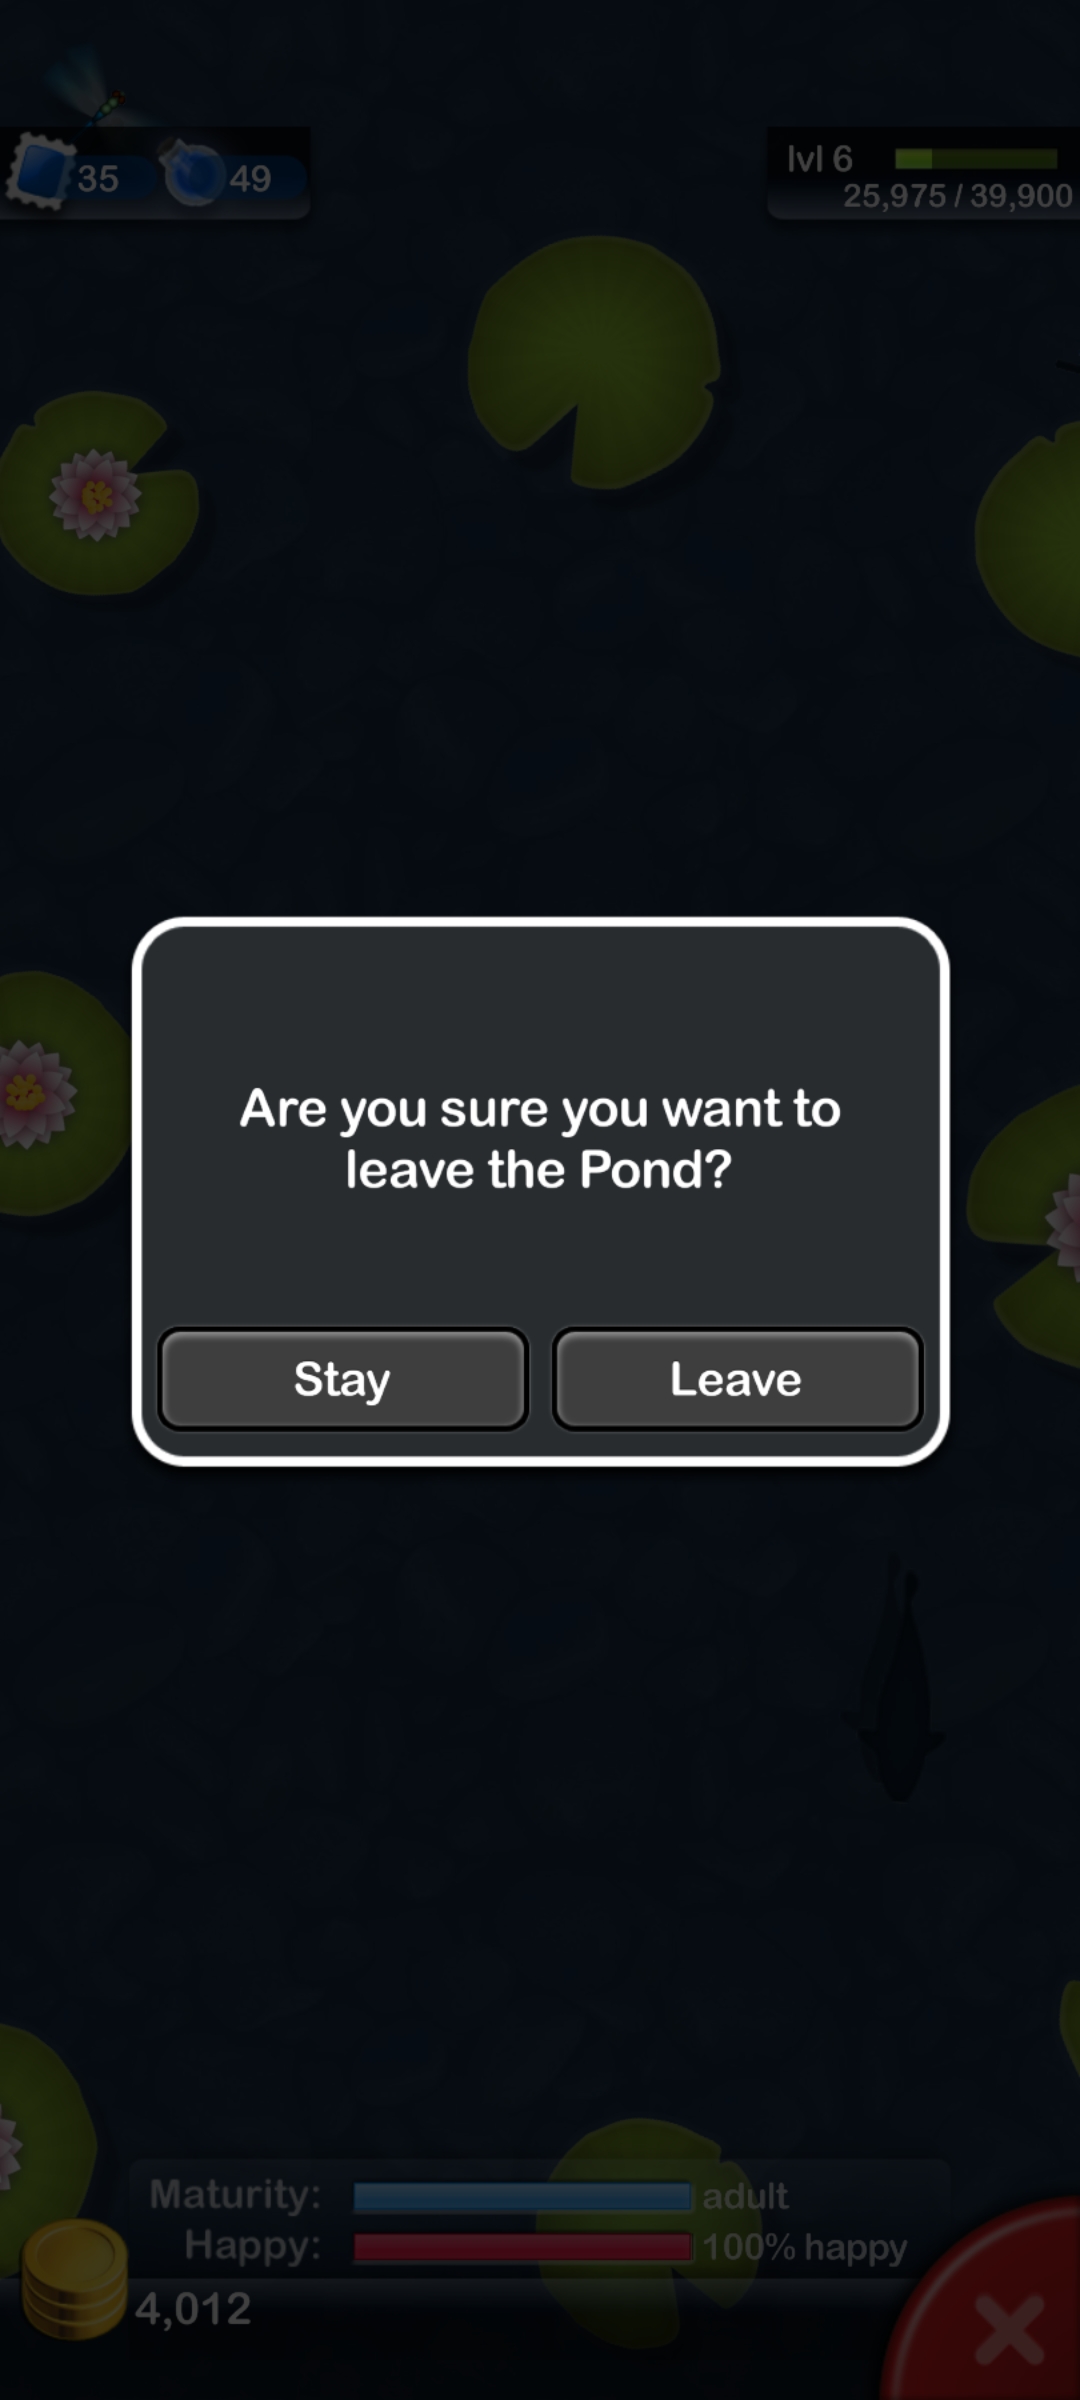 35 49
lvl 6
25,975 / 39,900
Are you sure you want to
leave the Pond?
Stay Leave
Maturity: adult
Happy: 100% happy
4,012